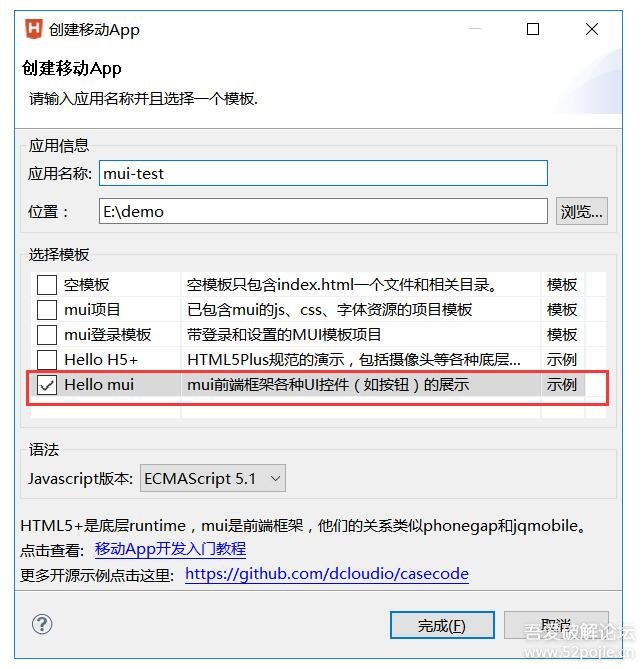 创建移动App
创建移动App
请输入应用名称并且选择一个模板.
应用信息
应用名称: mui-test
位置： E:\demo 浏览...
选择模板
空模板 空模板只包含index.html一个文件和相关目录。 模板
mui项目 已包含mui的js、css、字体资源的项目模板 模板
mui登录模板 带登录和设置的MUI模板项目 模板
Hello H5+ HTML5Plus规范的演示，包括摄像头等各种底层... 示例
Hello mui mui前端框架各种UI控件（如按钮）的展示 示例
语法
Javascript版本: ECMAScript 5.1
HTML5+是底层runtime，mui是前端框架，他们的关系类似phonegap和jqmobile。
点击查看: 移动App开发入门教程
更多开源示例点击这里: https://github.com/dcloudio/casecode
完成(F) 取消
吾爱破解论坛
www.52pojie.cn